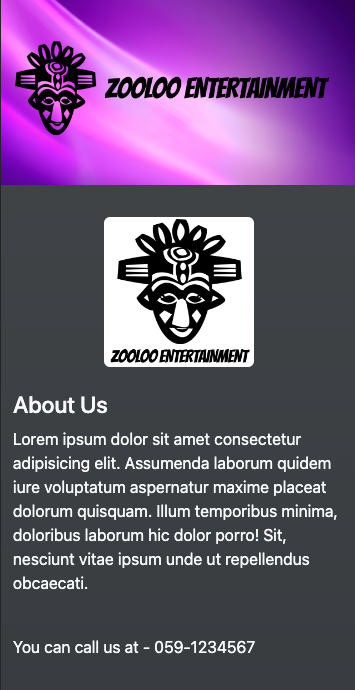 ZOOLOO ENTERTAINMENT
ZOOLOO ENTERTAINMENT
About Us
Lorem ipsum dolor sit amet consectetur
adipisicing elit. Assumenda laborum quidem
iure voluptatum aspernatur maxime placeat
dolorum quisquam. Illum temporibus minima,
doloribus laborum hic dolor porro! Sit,
nesciunt vitae ipsum unde ut repellendus
obcaecati.
You can call us at - 059-1234567